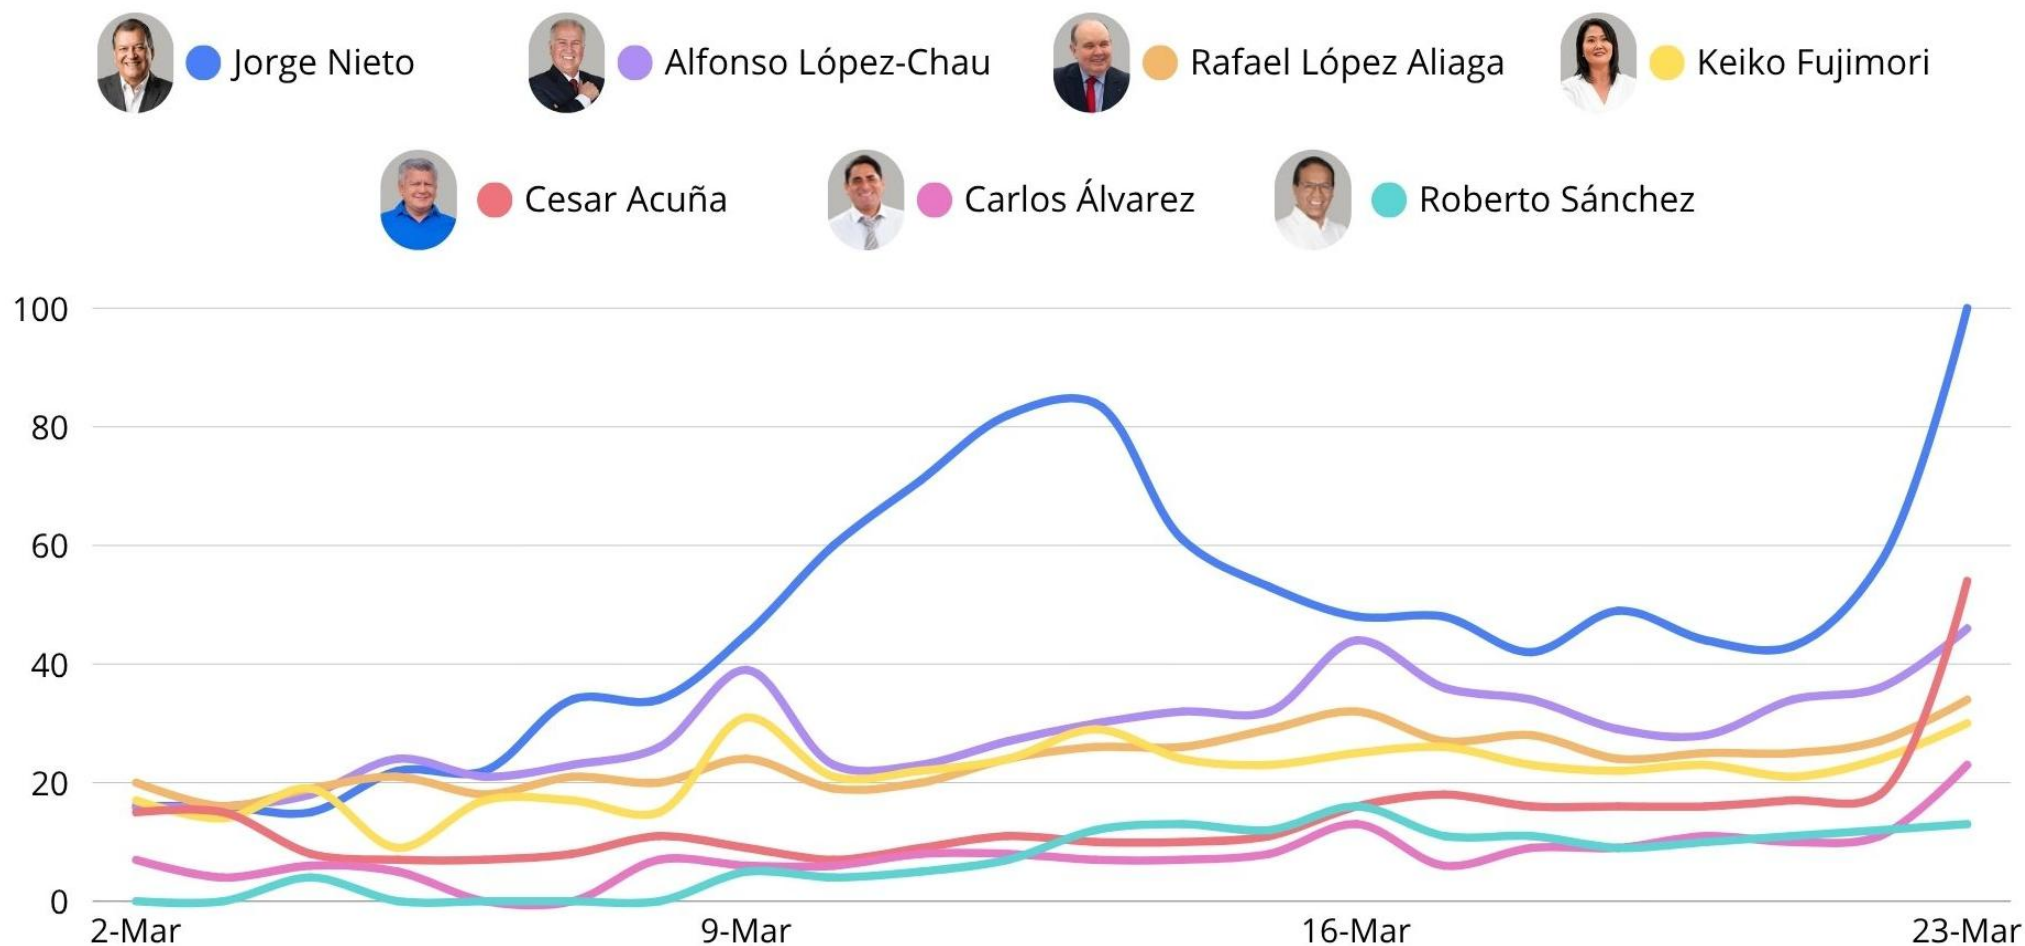 Jorge Nieto Alfonso López-Chau Rafael López Aliaga Keiko Fujimori
Cesar Acuña Carlos Álvarez Roberto Sánchez
100
80
60
40
20
0
2-Mar 9-Mar 16-Mar 23-Mar